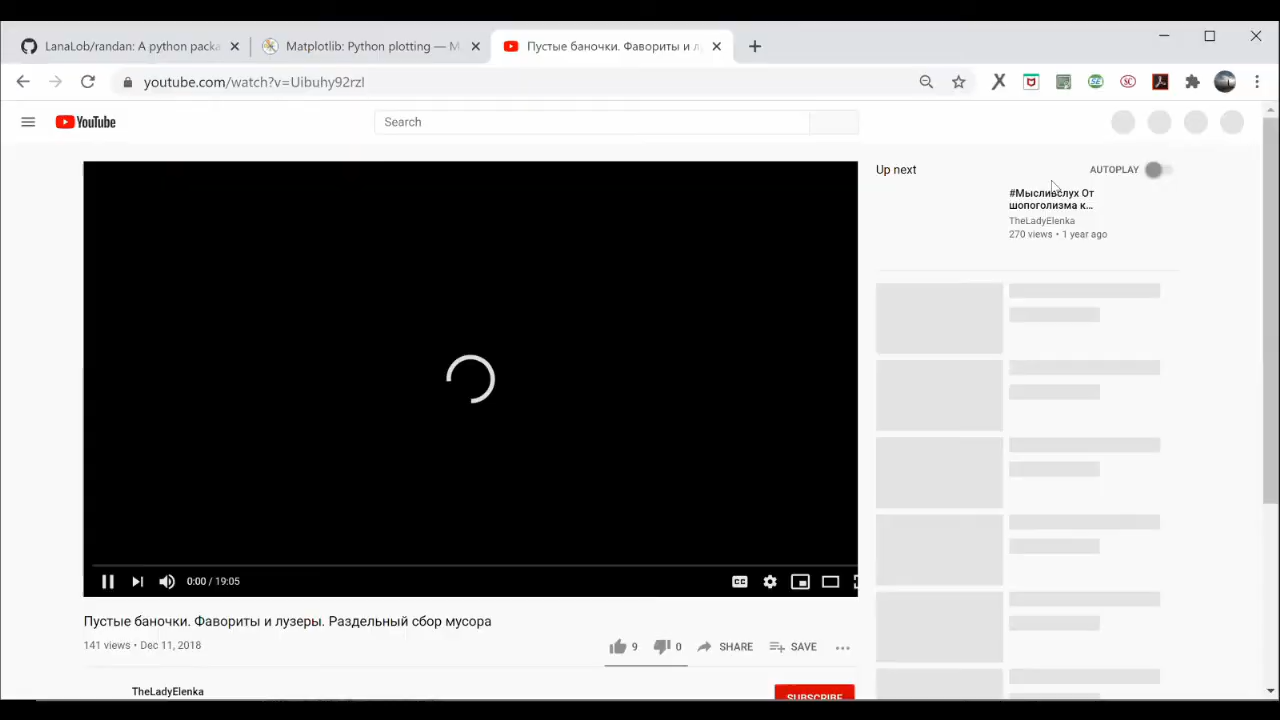 LanaLob/randan: A python packa
Matplotlib: Python plotting — M
Пустые баночки. Фавориты и л
youtube.com/watch?v=Uibuhy92rzI
YouTube
Search
Up next
AUTOPLAY
#Мысливслух От
шопоголизма к...
TheLadyElenka
270 views • 1 year ago
0:00 / 19:05
CC
Пустые баночки. Фавориты и лузеры. Раздельный сбор мусора
141 views • Dec 11, 2018
9
0
SHARE
SAVE
TheLadyElenka
SUBSCRIBE